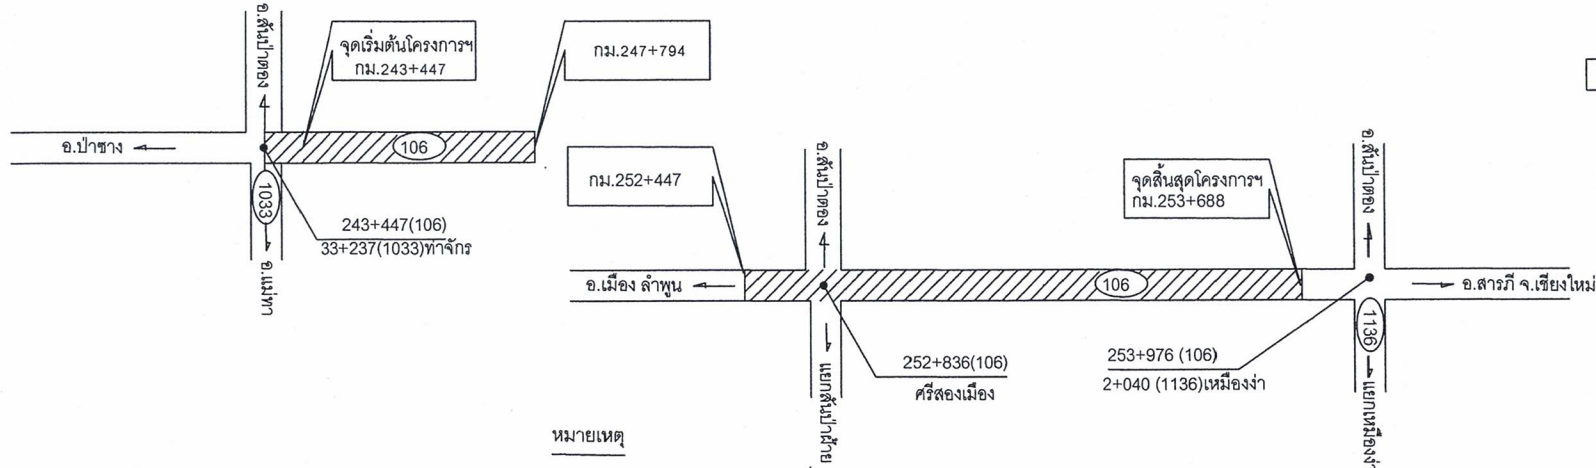 อ.สันป่าตอง
จุดเริ่มต้นโครงการฯ
กม.243+447
กม.247+794
อ.ป่าซาง
106
1033
243+447(106)
33+237(1033)ท่าจักร
อ.แม่ทา
กม.252+447
อ.สันป่าตอง
จุดสิ้นสุดโครงการฯ
กม.253+688
อ.สันป่าตอง
อ.เมือง ลำพูน
106
อ.สารภี จ.เชียงใหม่
1136
252+836(106)
ศรีสองเมือง
253+976 (106)
2+040 (1136)เหมืองง่า
แยกสันป่าฝ้าย
แยกเหมืองง่า
หมายเหตุ